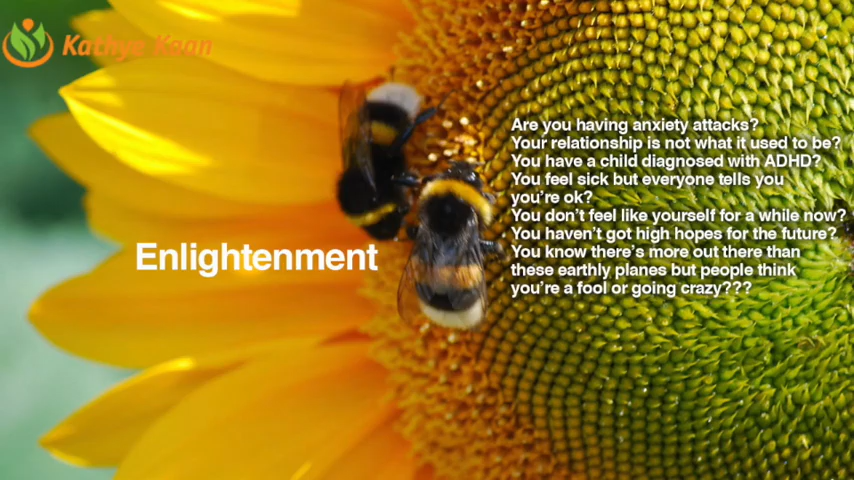 Kathye Kaan
Enlightenment
Are you having anxiety attacks?
Your relationship is not what it used to be?
You have a child diagnosed with ADHD?
You feel sick but everyone tells you
you're ok?
You don't feel like yourself for a while now?
You haven't got high hopes for the future?
You know there's more out there than
these earthly planes but people think
you're a fool or going crazy???